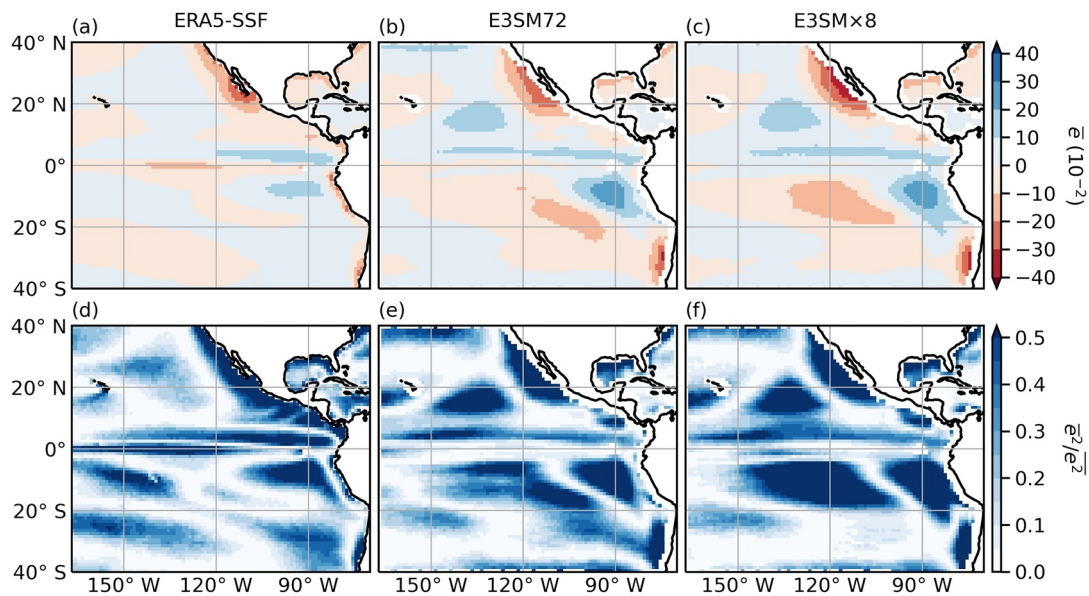 (a) ERA5-SSF (b) E3SM72 (c) E3SM×8
40° N
20° N
0°
20° S
40° S
40
30
20
10
0
−10
−20
−30
−40
e̅ (10⁻²)
(d) (e) (f)
40° N
20° N
0°
20° S
40° S
0.5
0.4
0.3
0.2
0.1
0.0
e̅²/e̅²̅
150° W 120° W 90° W 150° W 120° W 90° W 150° W 120° W 90° W